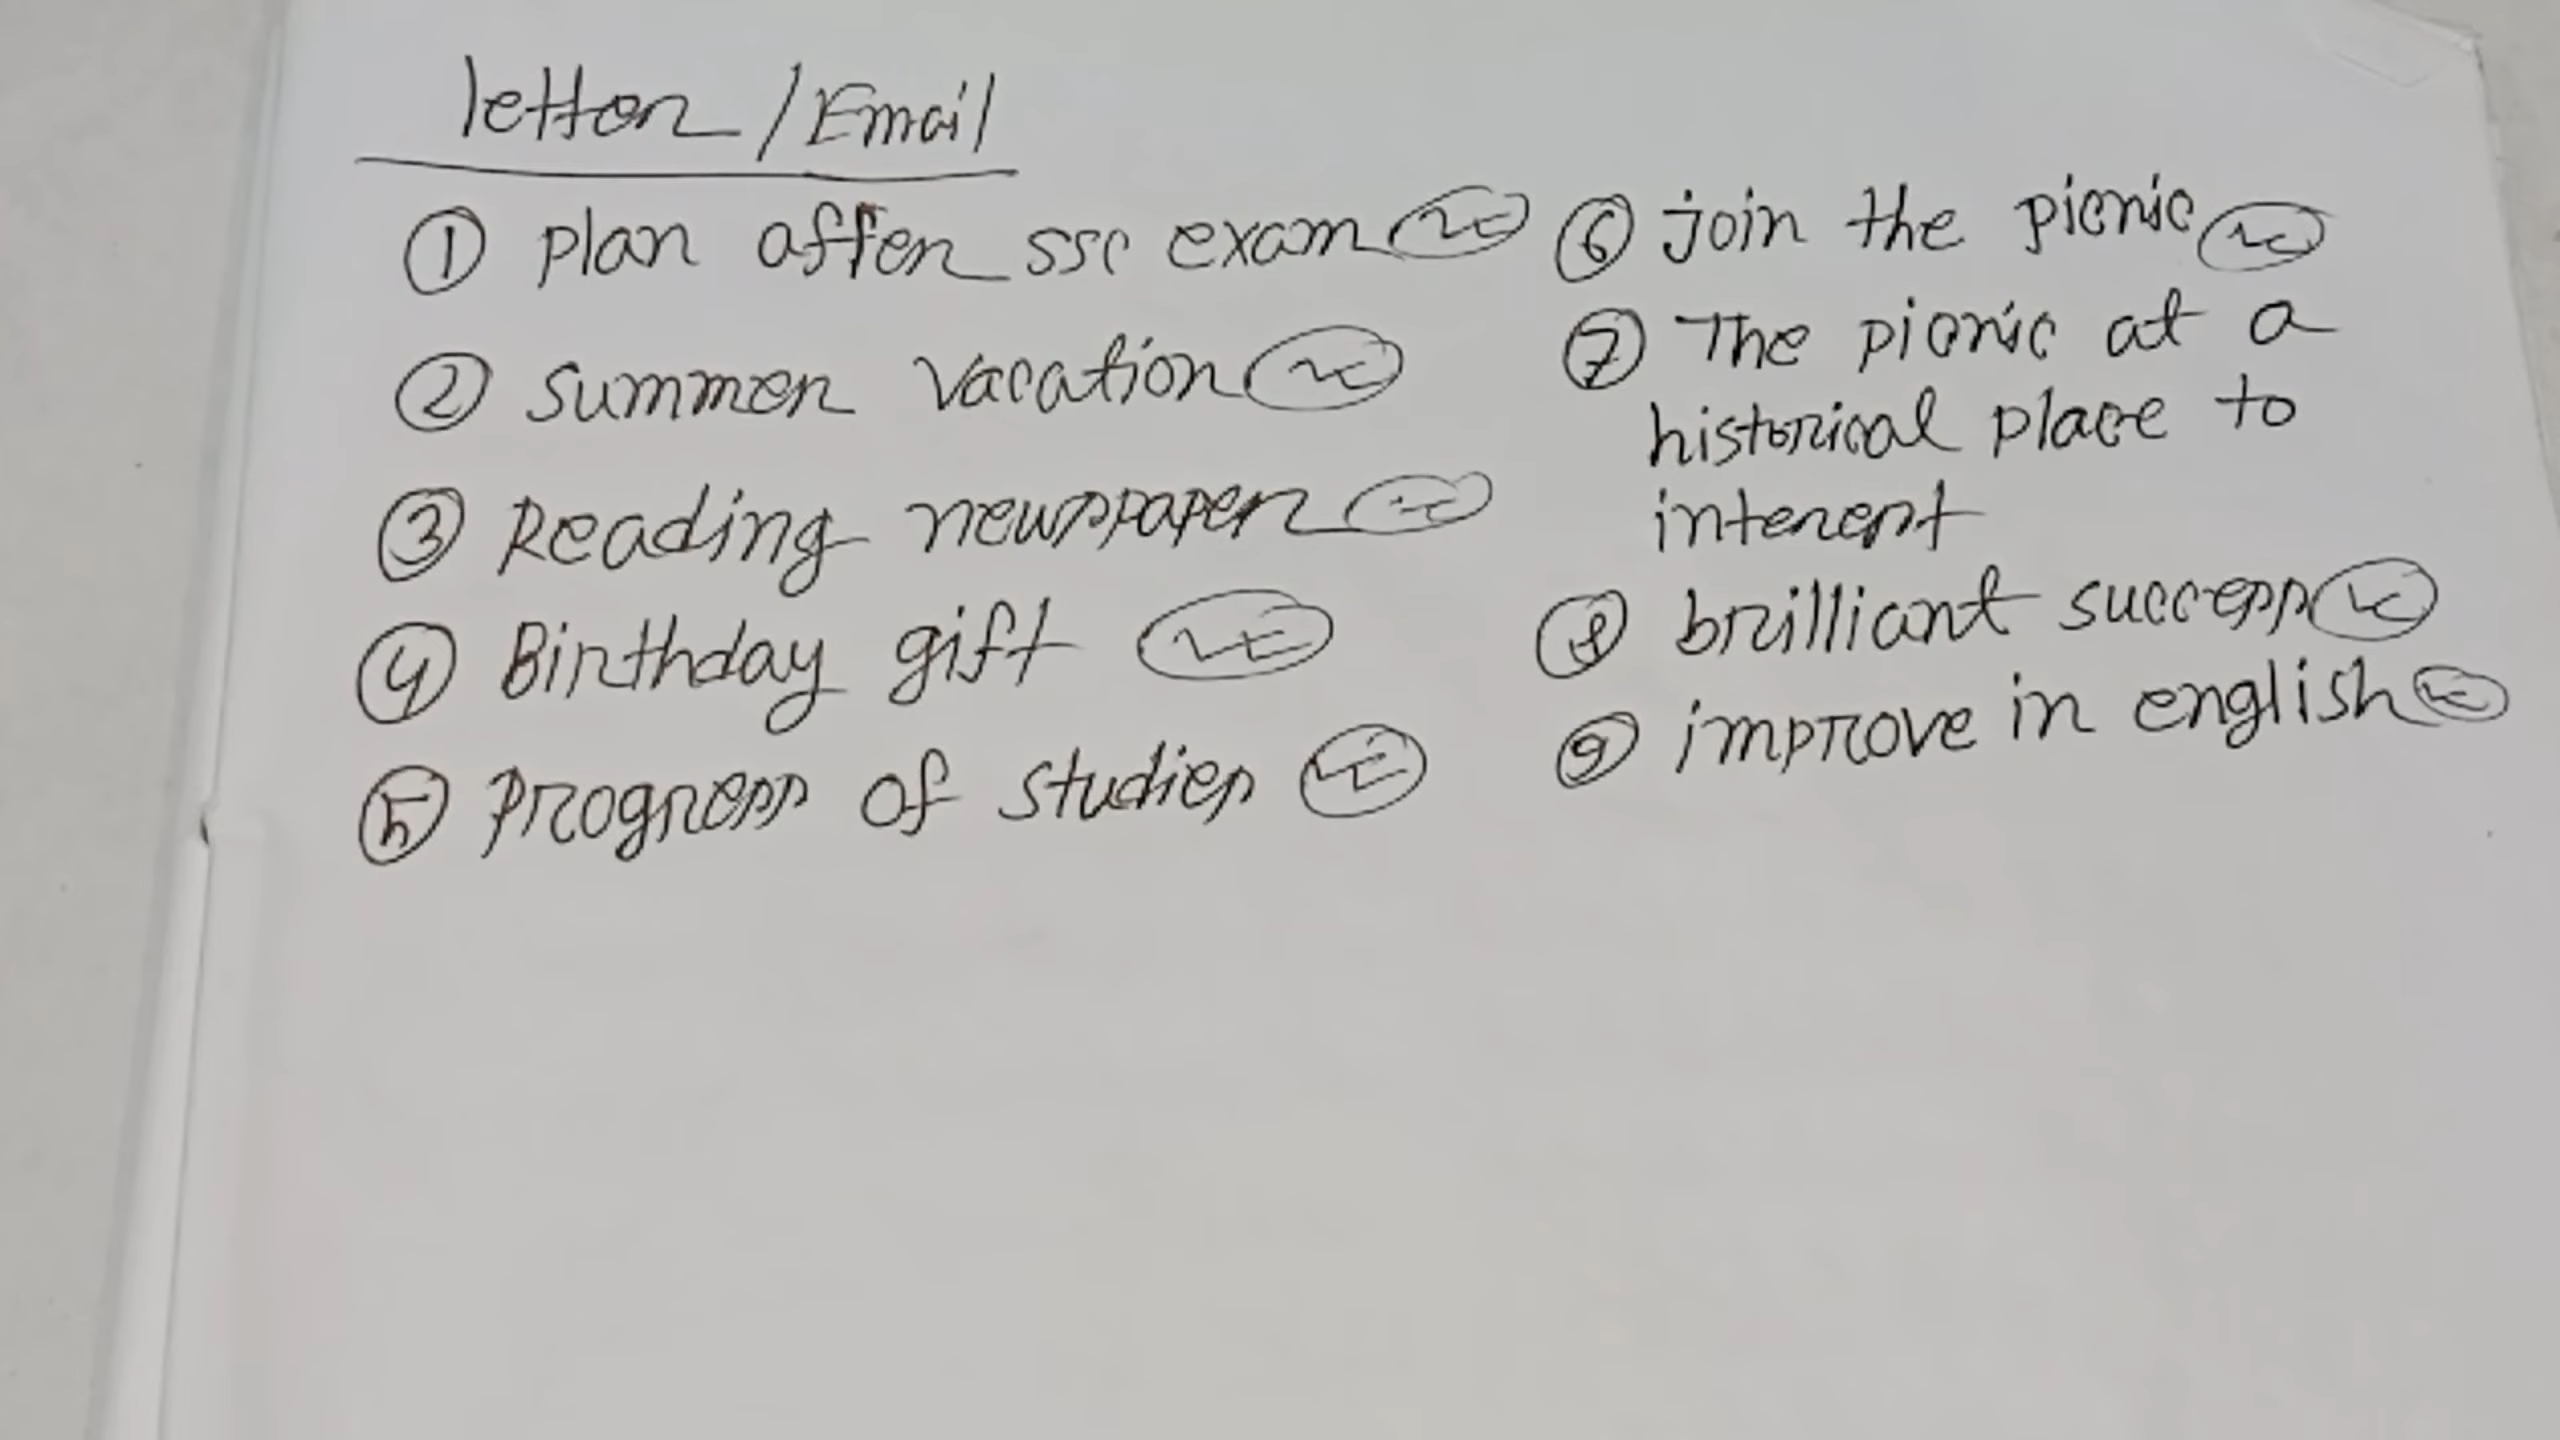 letter / Email
① plan after ssc exam
② summer vacation
③ Reading newspaper
④ Birthday gift
⑤ progress of studies
⑥ join the picnic
⑦ The picnic at a
historical place to
interest
⑧ brilliant success
⑨ improve in english